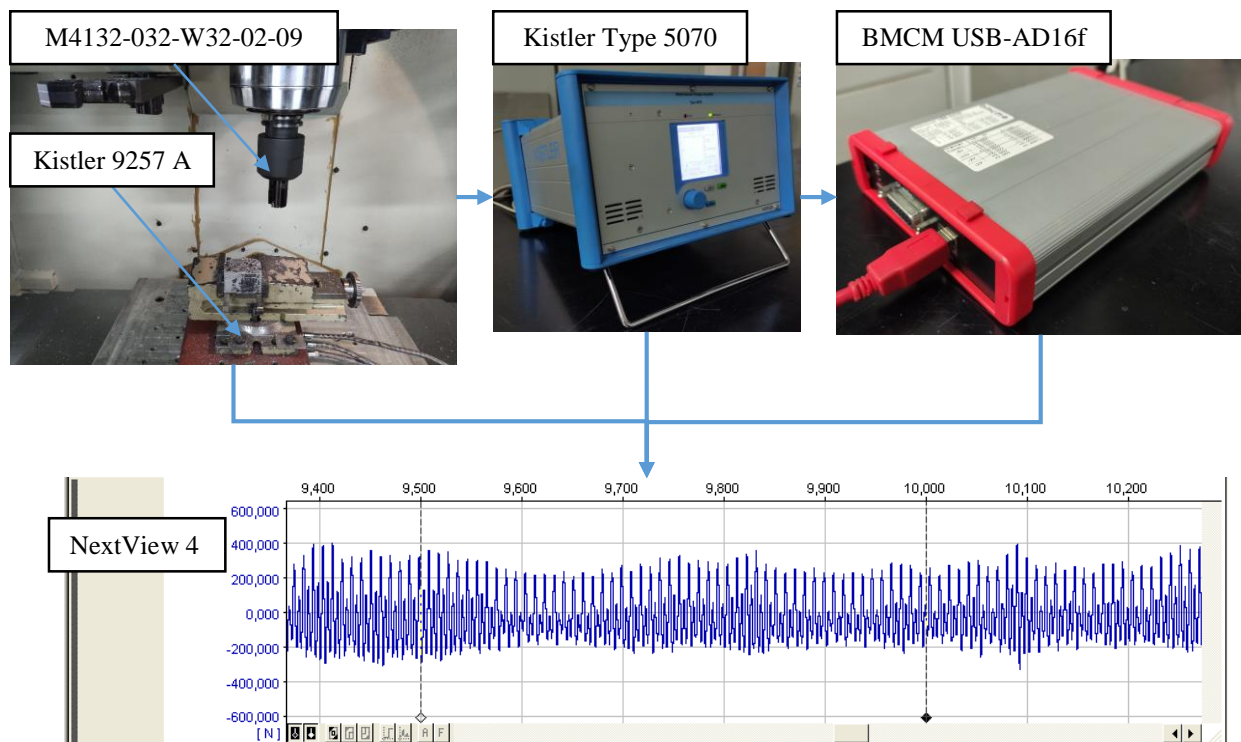 M4132-032-W32-02-09
Kistler Type 5070
BMCM USB-AD16f
Kistler 9257 A
9,400 9,500 9,600 9,700 9,800 9,900 10,000 10,100 10,200
600,000
NextView 4
400,000
200,000
0,000
-200,000
-400,000
-600,000
[ N ]
A F